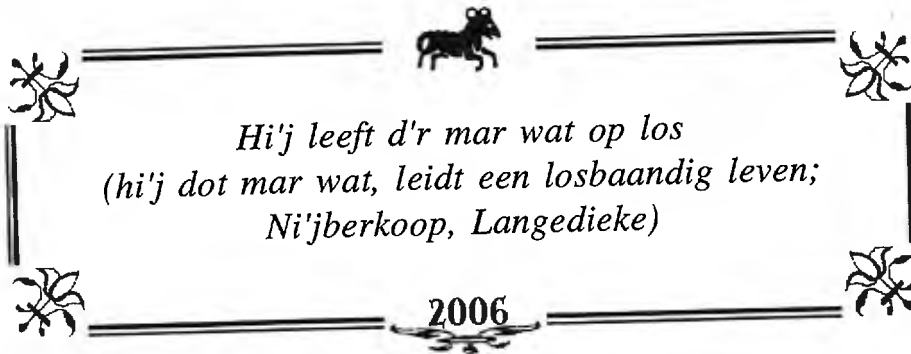 Hi'j leeft d'r mar wat op los
(hi'j dot mar wat, leidt een losbaandig leven;
Ni'jberkoop, Langedieke)
2006